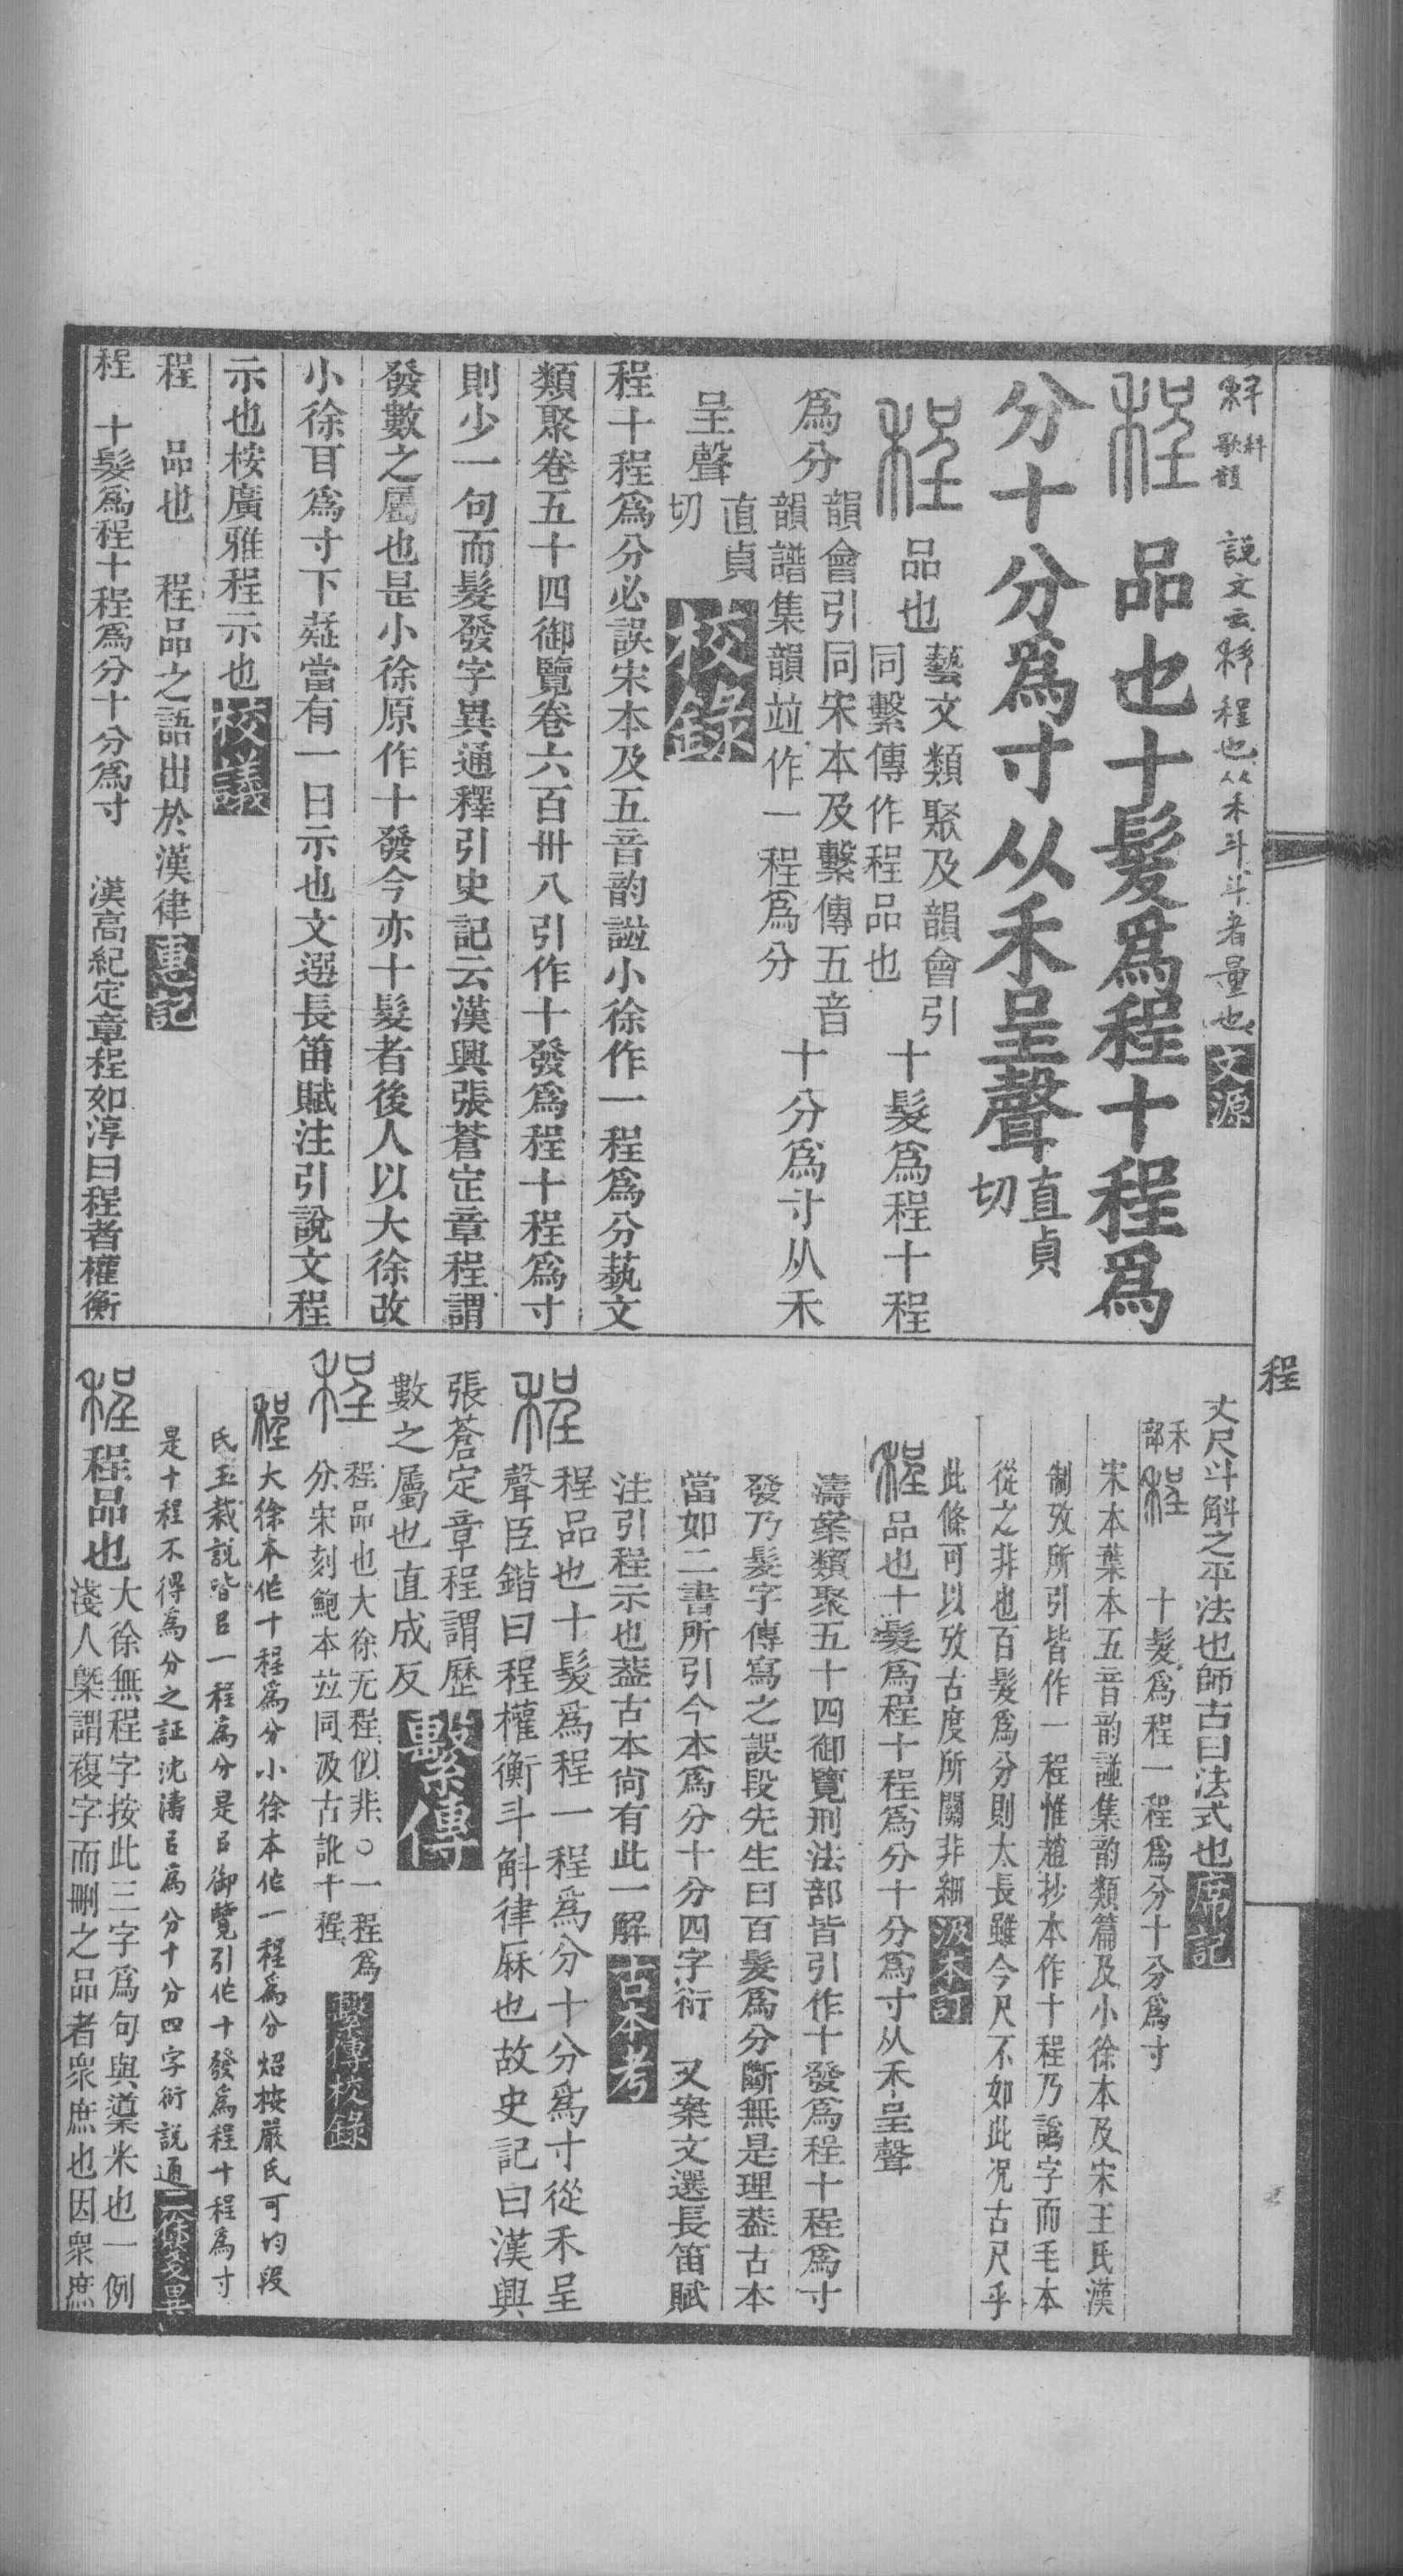 說文云科程也从禾斗斗者量也文源
程 品也十髮爲程十程爲
分十分爲寸从禾呈聲直貞切
程 品也藝文類聚及韻會引同繫傳作程品也十髮爲程十程
爲分韻會引同宋本及繫傳五音韻譜集韻竝作一程爲分十分爲寸从禾
呈聲直貞切校錄
程十程爲分必誤宋本及五音韵譜小徐作一程爲分藝文
類聚卷五十四御覽卷六百卅八引作十發爲程十程爲寸
則少一句而髮發字異通釋引史記云漢興張蒼定章程謂
發數之屬也是小徐原作十發今亦十髮者後人以大徐改
小徐耳爲寸下疑當有一曰示也文選長笛賦注引說文程
示也桉廣雅程示也校議
程 品也 程品之語出於漢律惠記
程 十髮爲程十程爲分十分爲寸 漢高紀定章程如淳曰程者權衡
程
丈尺斗斛之平法也師古曰法式也席記
禾部程 十髮爲程一程爲分十分爲寸
宋本葉本五音韵譜集韵類篇及小徐本及宋王氏漢
制攷所引皆作一程惟趙抄本作十程乃譌字而毛本
從之非也百髮爲分則太長雖今尺不如此况古尺乎
此條可以攷古度所關非細汲本訂
程品也十髮爲程十程爲分十分爲寸从禾呈聲
濤案類聚五十四御覽刑法部皆引作十發爲程十程爲寸
發乃髮字傳寫之誤段先生曰百髮爲分斷無是理葢古本
當如二書所引今本爲分十分四字衍 又案文選長笛賦
注引程示也葢古本尙有此一解古本考
程 程品也十髮爲程一程爲分十分爲寸從禾呈
聲臣鍇曰程權衡斗斛律厤也故史記曰漢興
張蒼定章程謂歷
數之屬也直成反繫傳
程 程品也大徐无程似非○一程爲
分宋刻鮑本竝同汲古訛十程繫傳校錄
程大徐本作十程爲分小徐本作一程爲分炤桉嚴氏可均段
氏玉裁說皆㠯一程爲分是㠯御覽引作十發爲程十程爲寸
是十程不得爲分之証沈濤㠯爲分十分四字衍說通二徐箋異
程程品也大徐無程字按此三字爲句與䆃米也一例
淺人槩謂複字而刪之品者衆庶也因衆庶